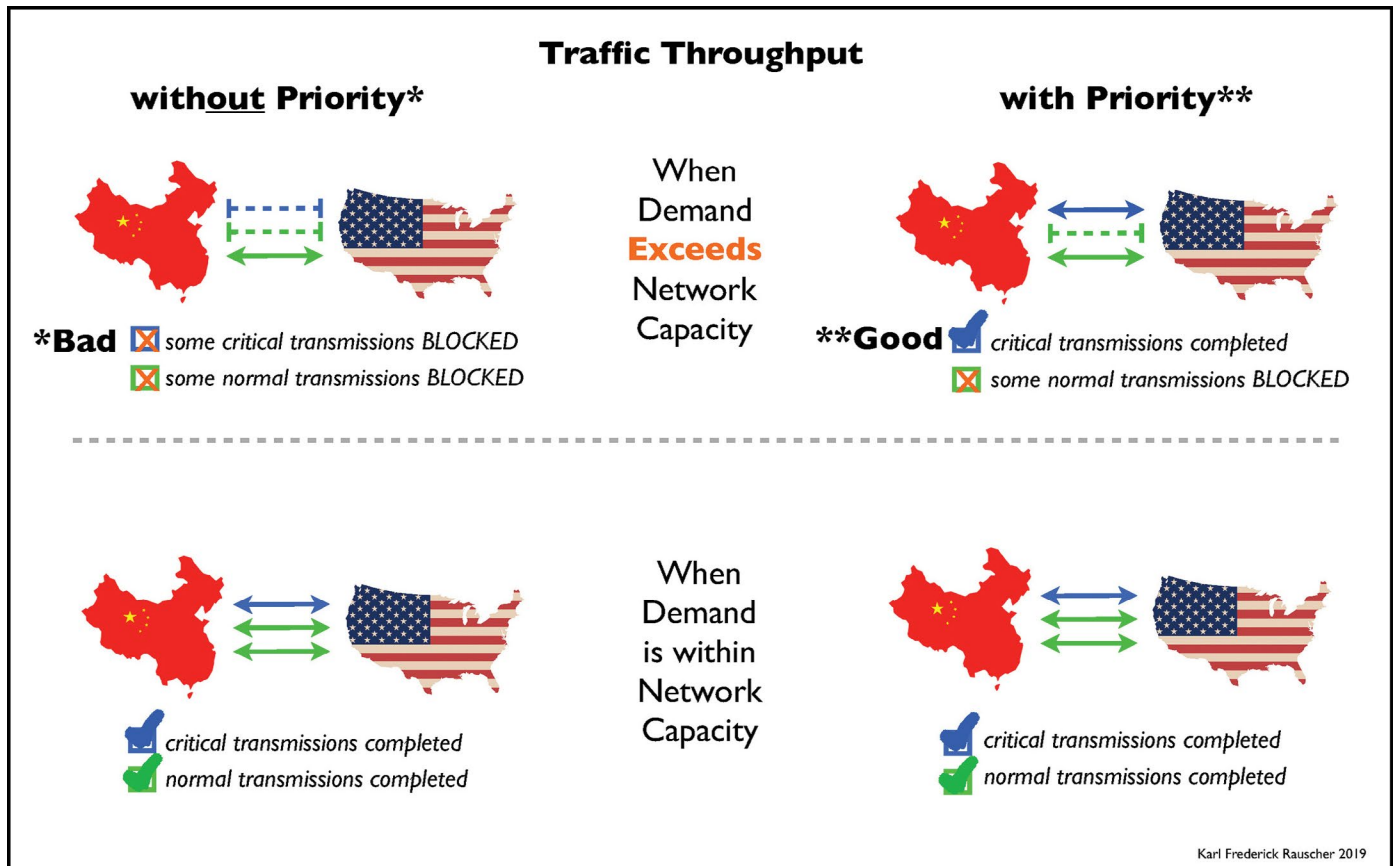 Traffic Throughput
without Priority*
with Priority**
When
Demand
Exceeds
Network
Capacity
*Bad
some critical transmissions BLOCKED
some normal transmissions BLOCKED
**Good
critical transmissions completed
some normal transmissions BLOCKED
When
Demand
is within
Network
Capacity
critical transmissions completed
normal transmissions completed
critical transmissions completed
normal transmissions completed
Karl Frederick Rauscher 2019